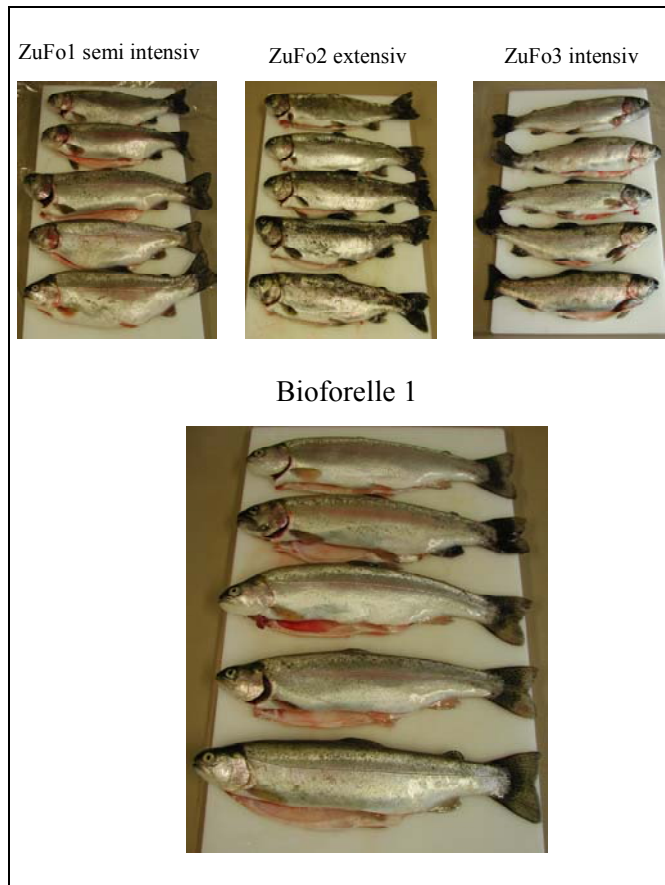 ZuFo1 semi intensiv
ZuFo2 extensiv
ZuFo3 intensiv
Bioforelle 1